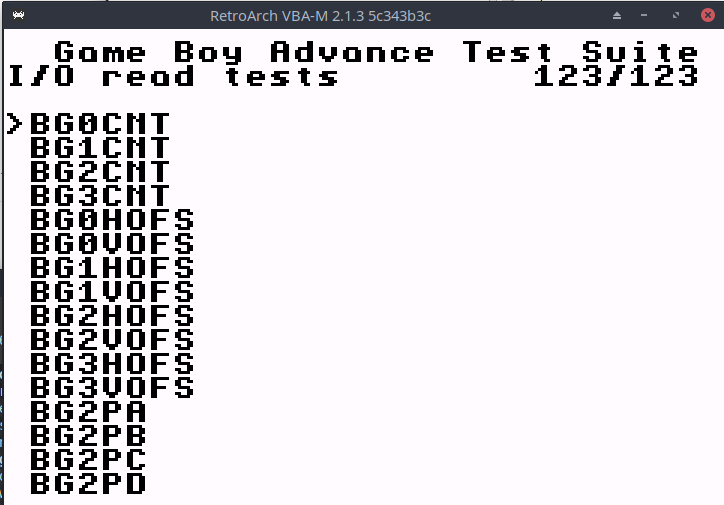 RetroArch VBA-M 2.1.3 5c343b3c
Game Boy Advance Test Suite
I/O read tests 123/123
>BG0CNT
BG1CNT
BG2CNT
BG3CNT
BG0HOFS
BG0VOFS
BG1HOFS
BG1VOFS
BG2HOFS
BG2VOFS
BG3HOFS
BG3VOFS
BG2PA
BG2PB
BG2PC
BG2PD